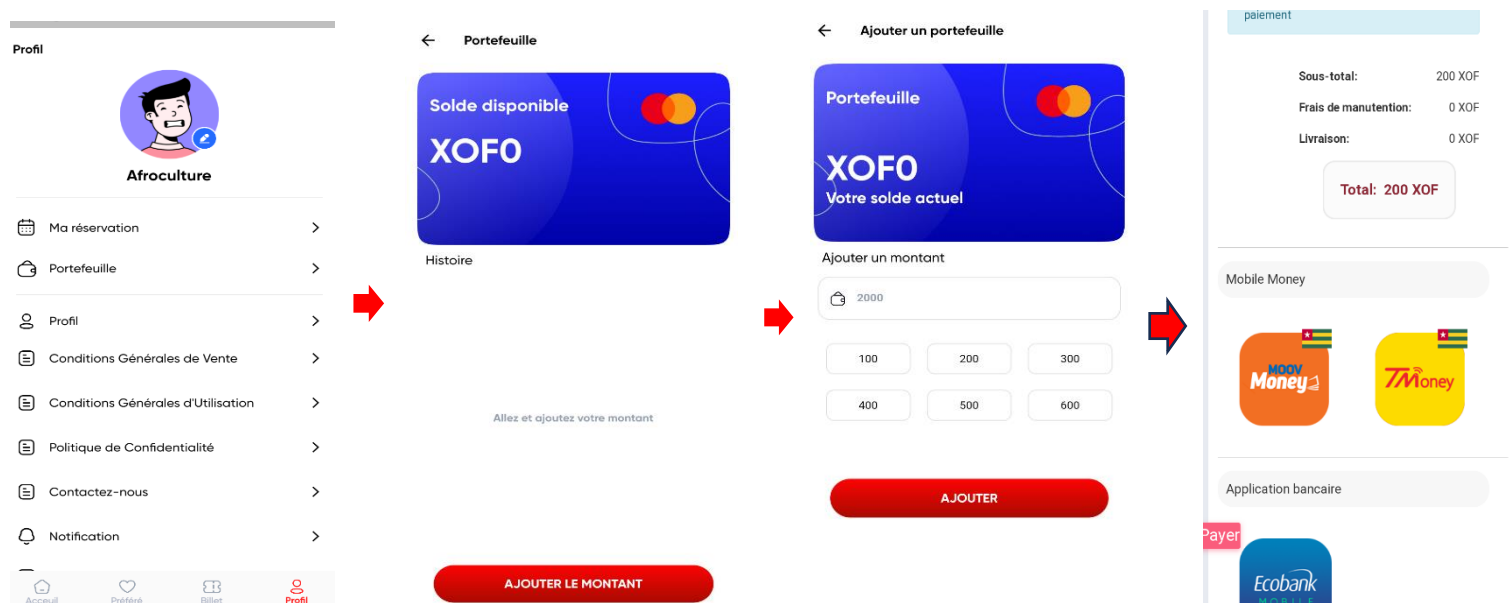 Profil
Afroculture
Ma réservation
Portefeuille
Profil
Conditions Générales de Vente
Conditions Générales d'Utilisation
Politique de Confidentialité
Contactez-nous
Notification
Acceuil
Préféré
Billet
Profil
Portefeuille
Solde disponible
XOF0
Histoire
Allez et ajoutez votre montant
AJOUTER LE MONTANT
Ajouter un portefeuille
Portefeuille
XOF0
Votre solde actuel
Ajouter un montant
2000
100 200 300
400 500 600
AJOUTER
paiement
Sous-total: 200 XOF
Frais de manutention: 0 XOF
Livraison: 0 XOF
Total: 200 XOF
Mobile Money
MOOV
Money
TMoney
Application bancaire
Payer
Ecobank
MOBILE